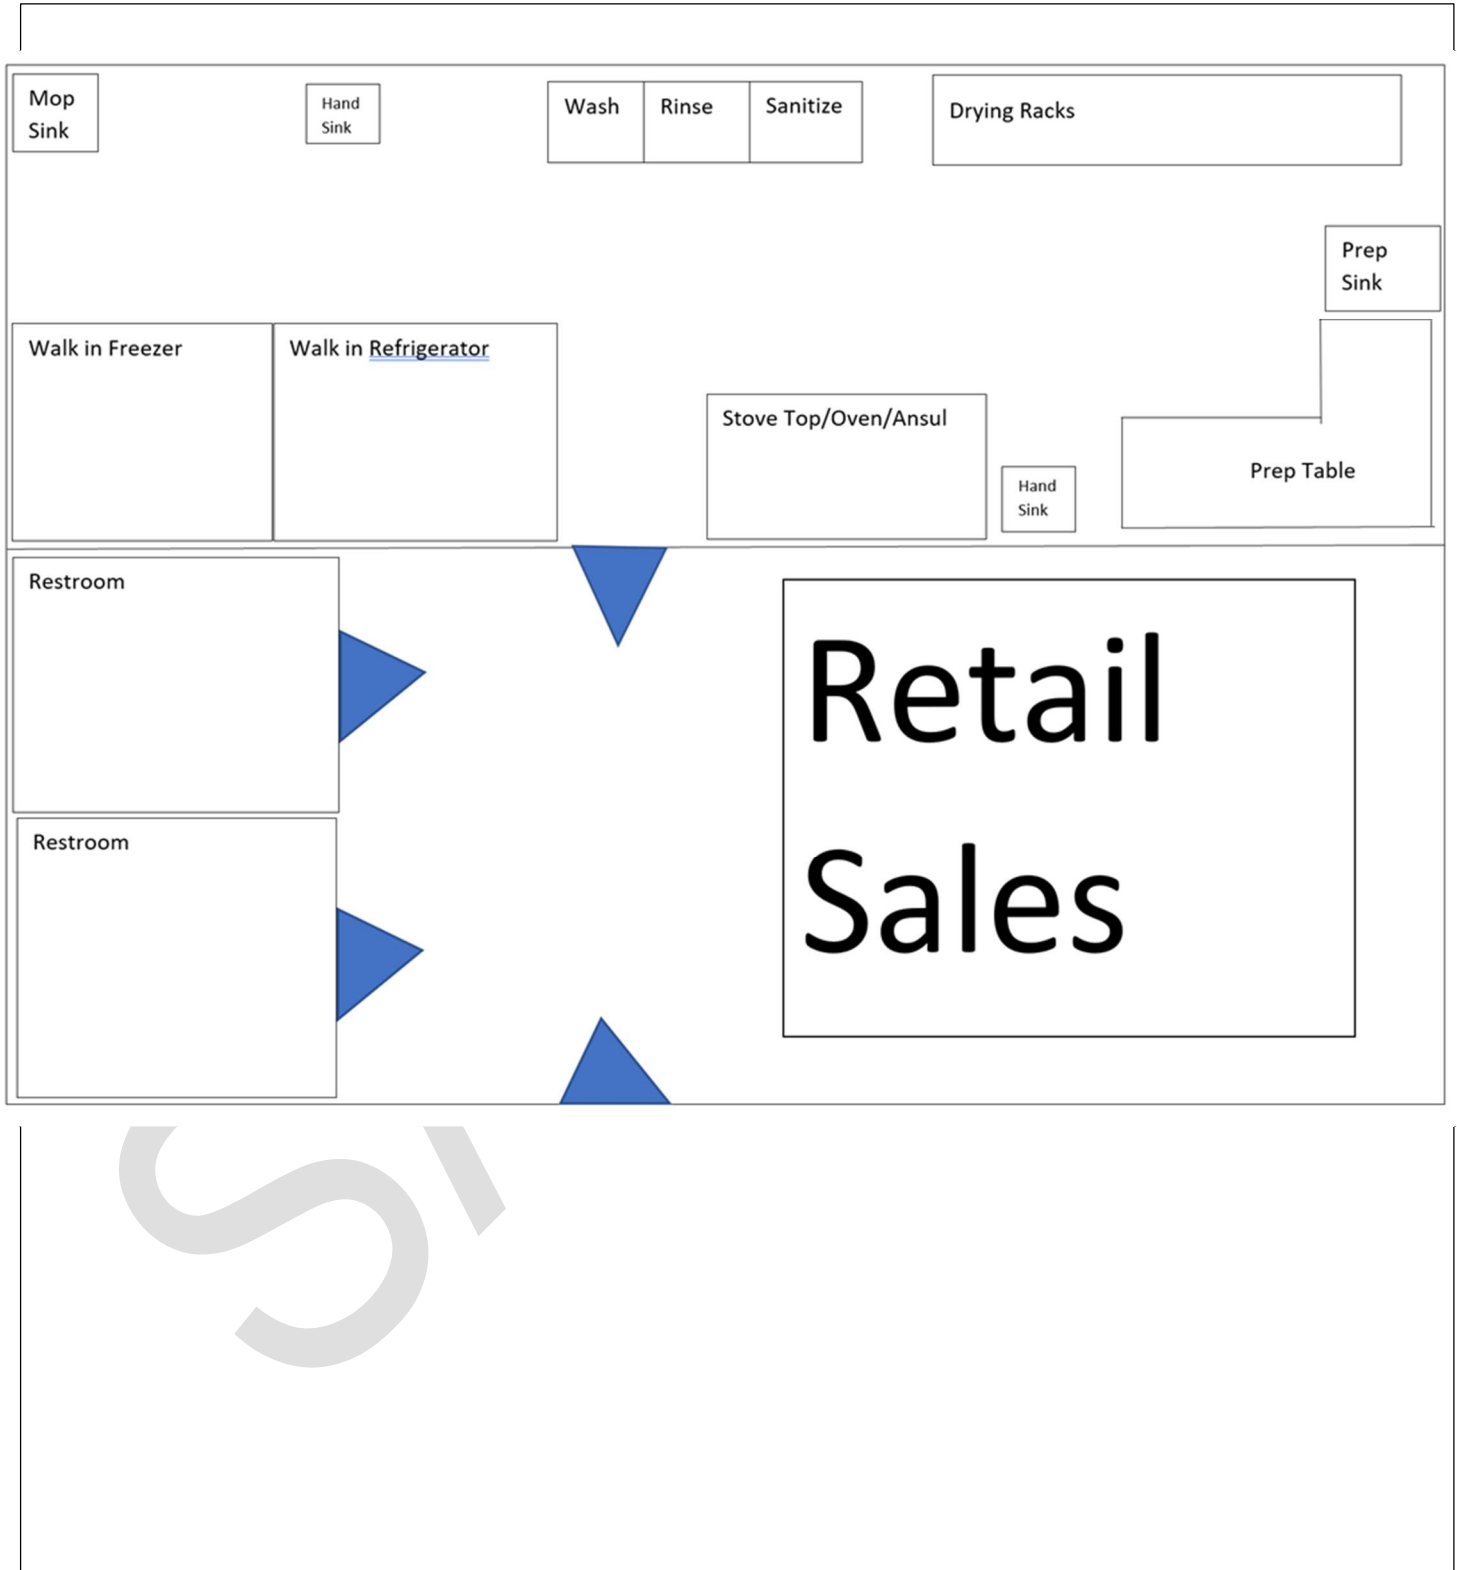 Mop
Sink
Hand
Sink
Wash
Rinse
Sanitize
Drying Racks
Prep
Sink
Walk in Freezer
Walk in Refrigerator
Stove Top/Oven/Ansul
Hand
Sink
Prep Table
Restroom
Retail
Sales
Restroom